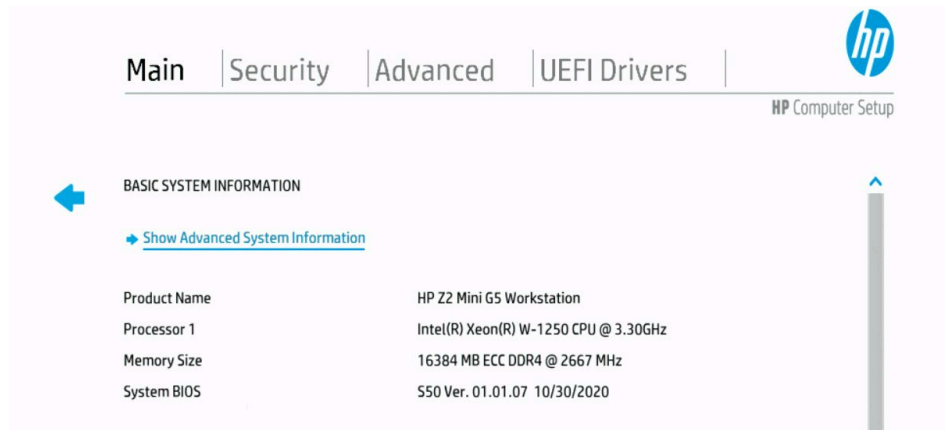 hp
Main Security Advanced UEFI Drivers
HP Computer Setup
BASIC SYSTEM INFORMATION
Show Advanced System Information
Product Name HP Z2 Mini G5 Workstation
Processor 1 Intel(R) Xeon(R) W-1250 CPU @ 3.30GHz
Memory Size 16384 MB ECC DDR4 @ 2667 MHz
System BIOS S50 Ver. 01.01.07 10/30/2020